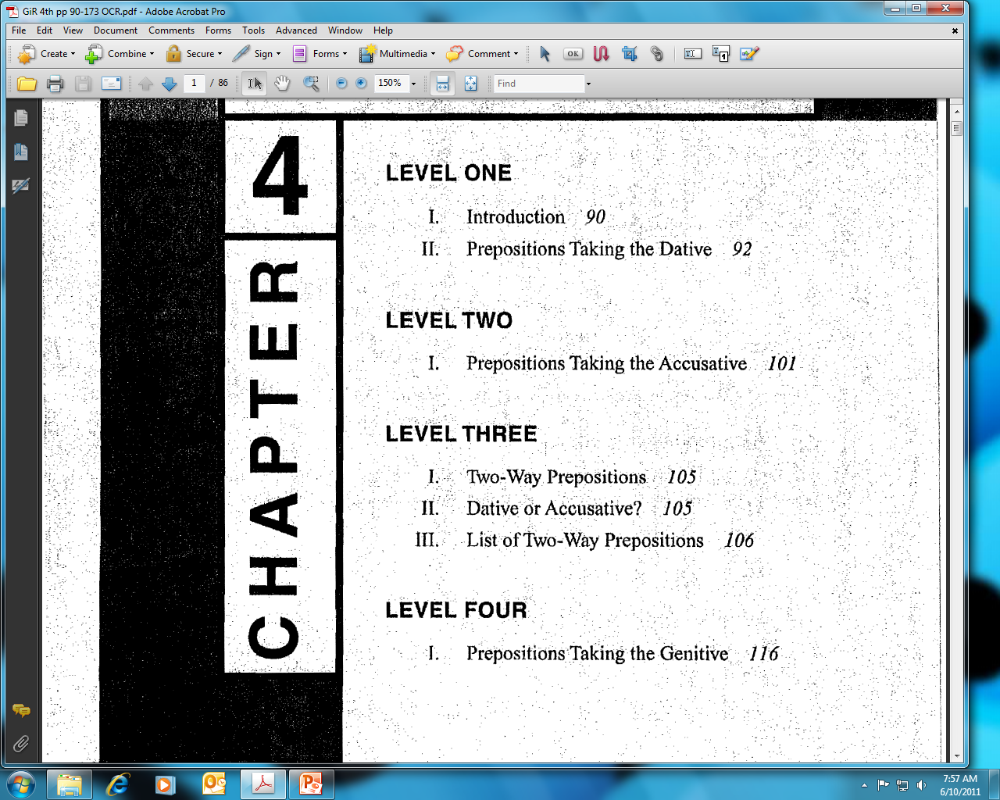 GiR 4th pp 90-173 OCR.pdf - Adobe Acrobat Pro
File Edit View Document Comments Forms Tools Advanced Window Help
Create Combine Secure Sign Forms Multimedia Comment OK
1 / 86 150% Find
4
CHAPTER
LEVEL ONE
I. Introduction 90
II. Prepositions Taking the Dative 92
LEVEL TWO
I. Prepositions Taking the Accusative 101
LEVEL THREE
I. Two-Way Prepositions 105
II. Dative or Accusative? 105
III. List of Two-Way Prepositions 106
LEVEL FOUR
I. Prepositions Taking the Genitive 116
7:57 AM
6/10/2011